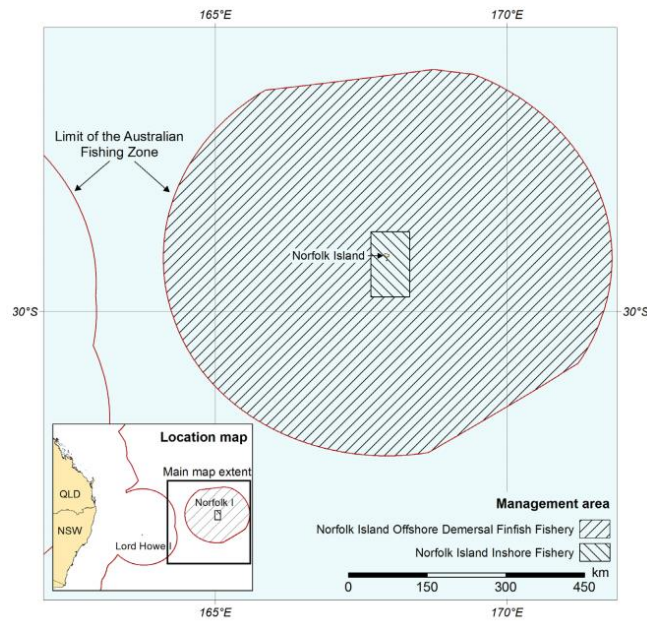 165°E
170°E
Limit of the Australian
Fishing Zone
Norfolk Island
30°S
30°S
Location map
Main map extent
QLD
Norfolk I
NSW
Lord Howe I
Management area
Norfolk Island Offshore Demersal Finfish Fishery
Norfolk Island Inshore Fishery
km
0
150
300
450
165°E
170°E